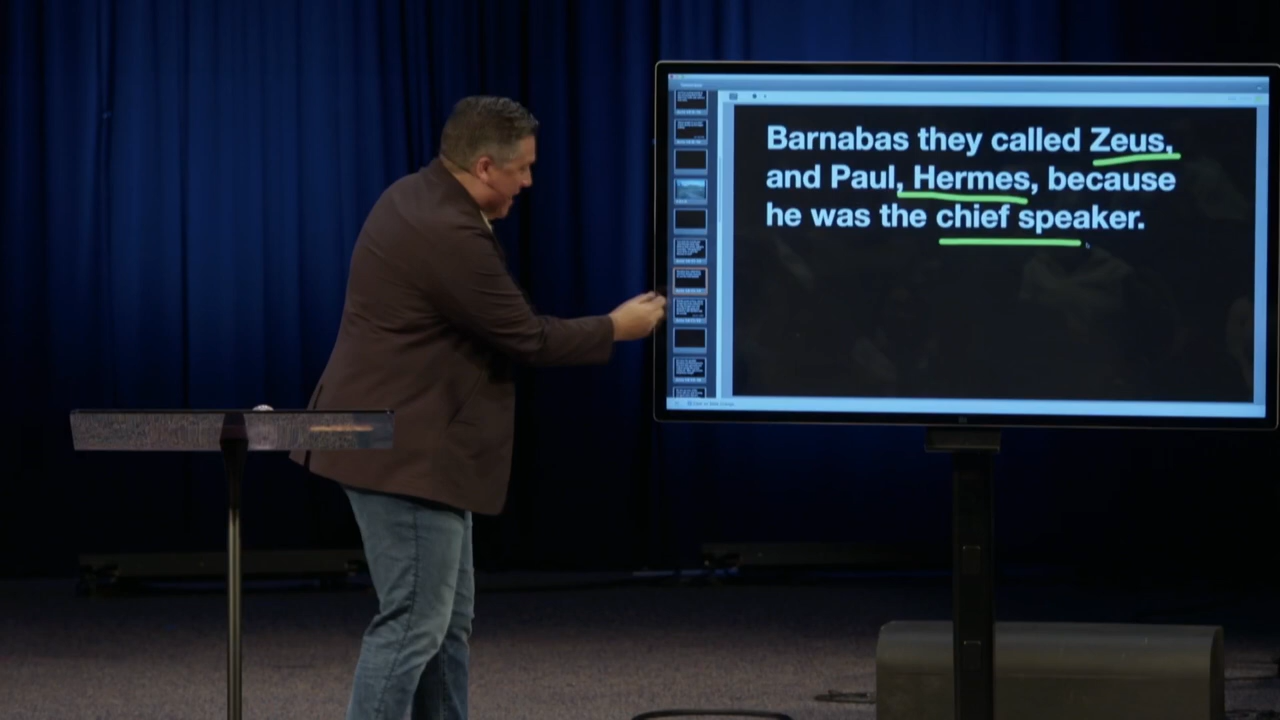 Barnabas they called Zeus,
and Paul, Hermes, because
he was the chief speaker.